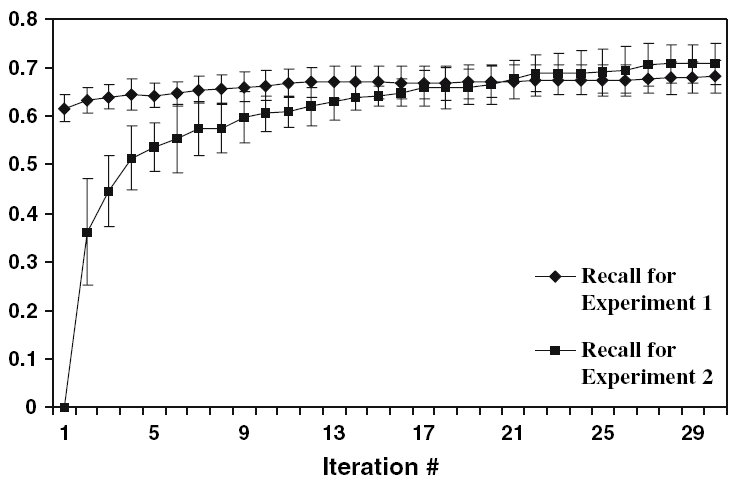 0.8
0.7
0.6
0.5
0.4
0.3
0.2
0.1
0
Recall for
Experiment 1
Recall for
Experiment 2
1 5 9 13 17 21 25 29
Iteration #